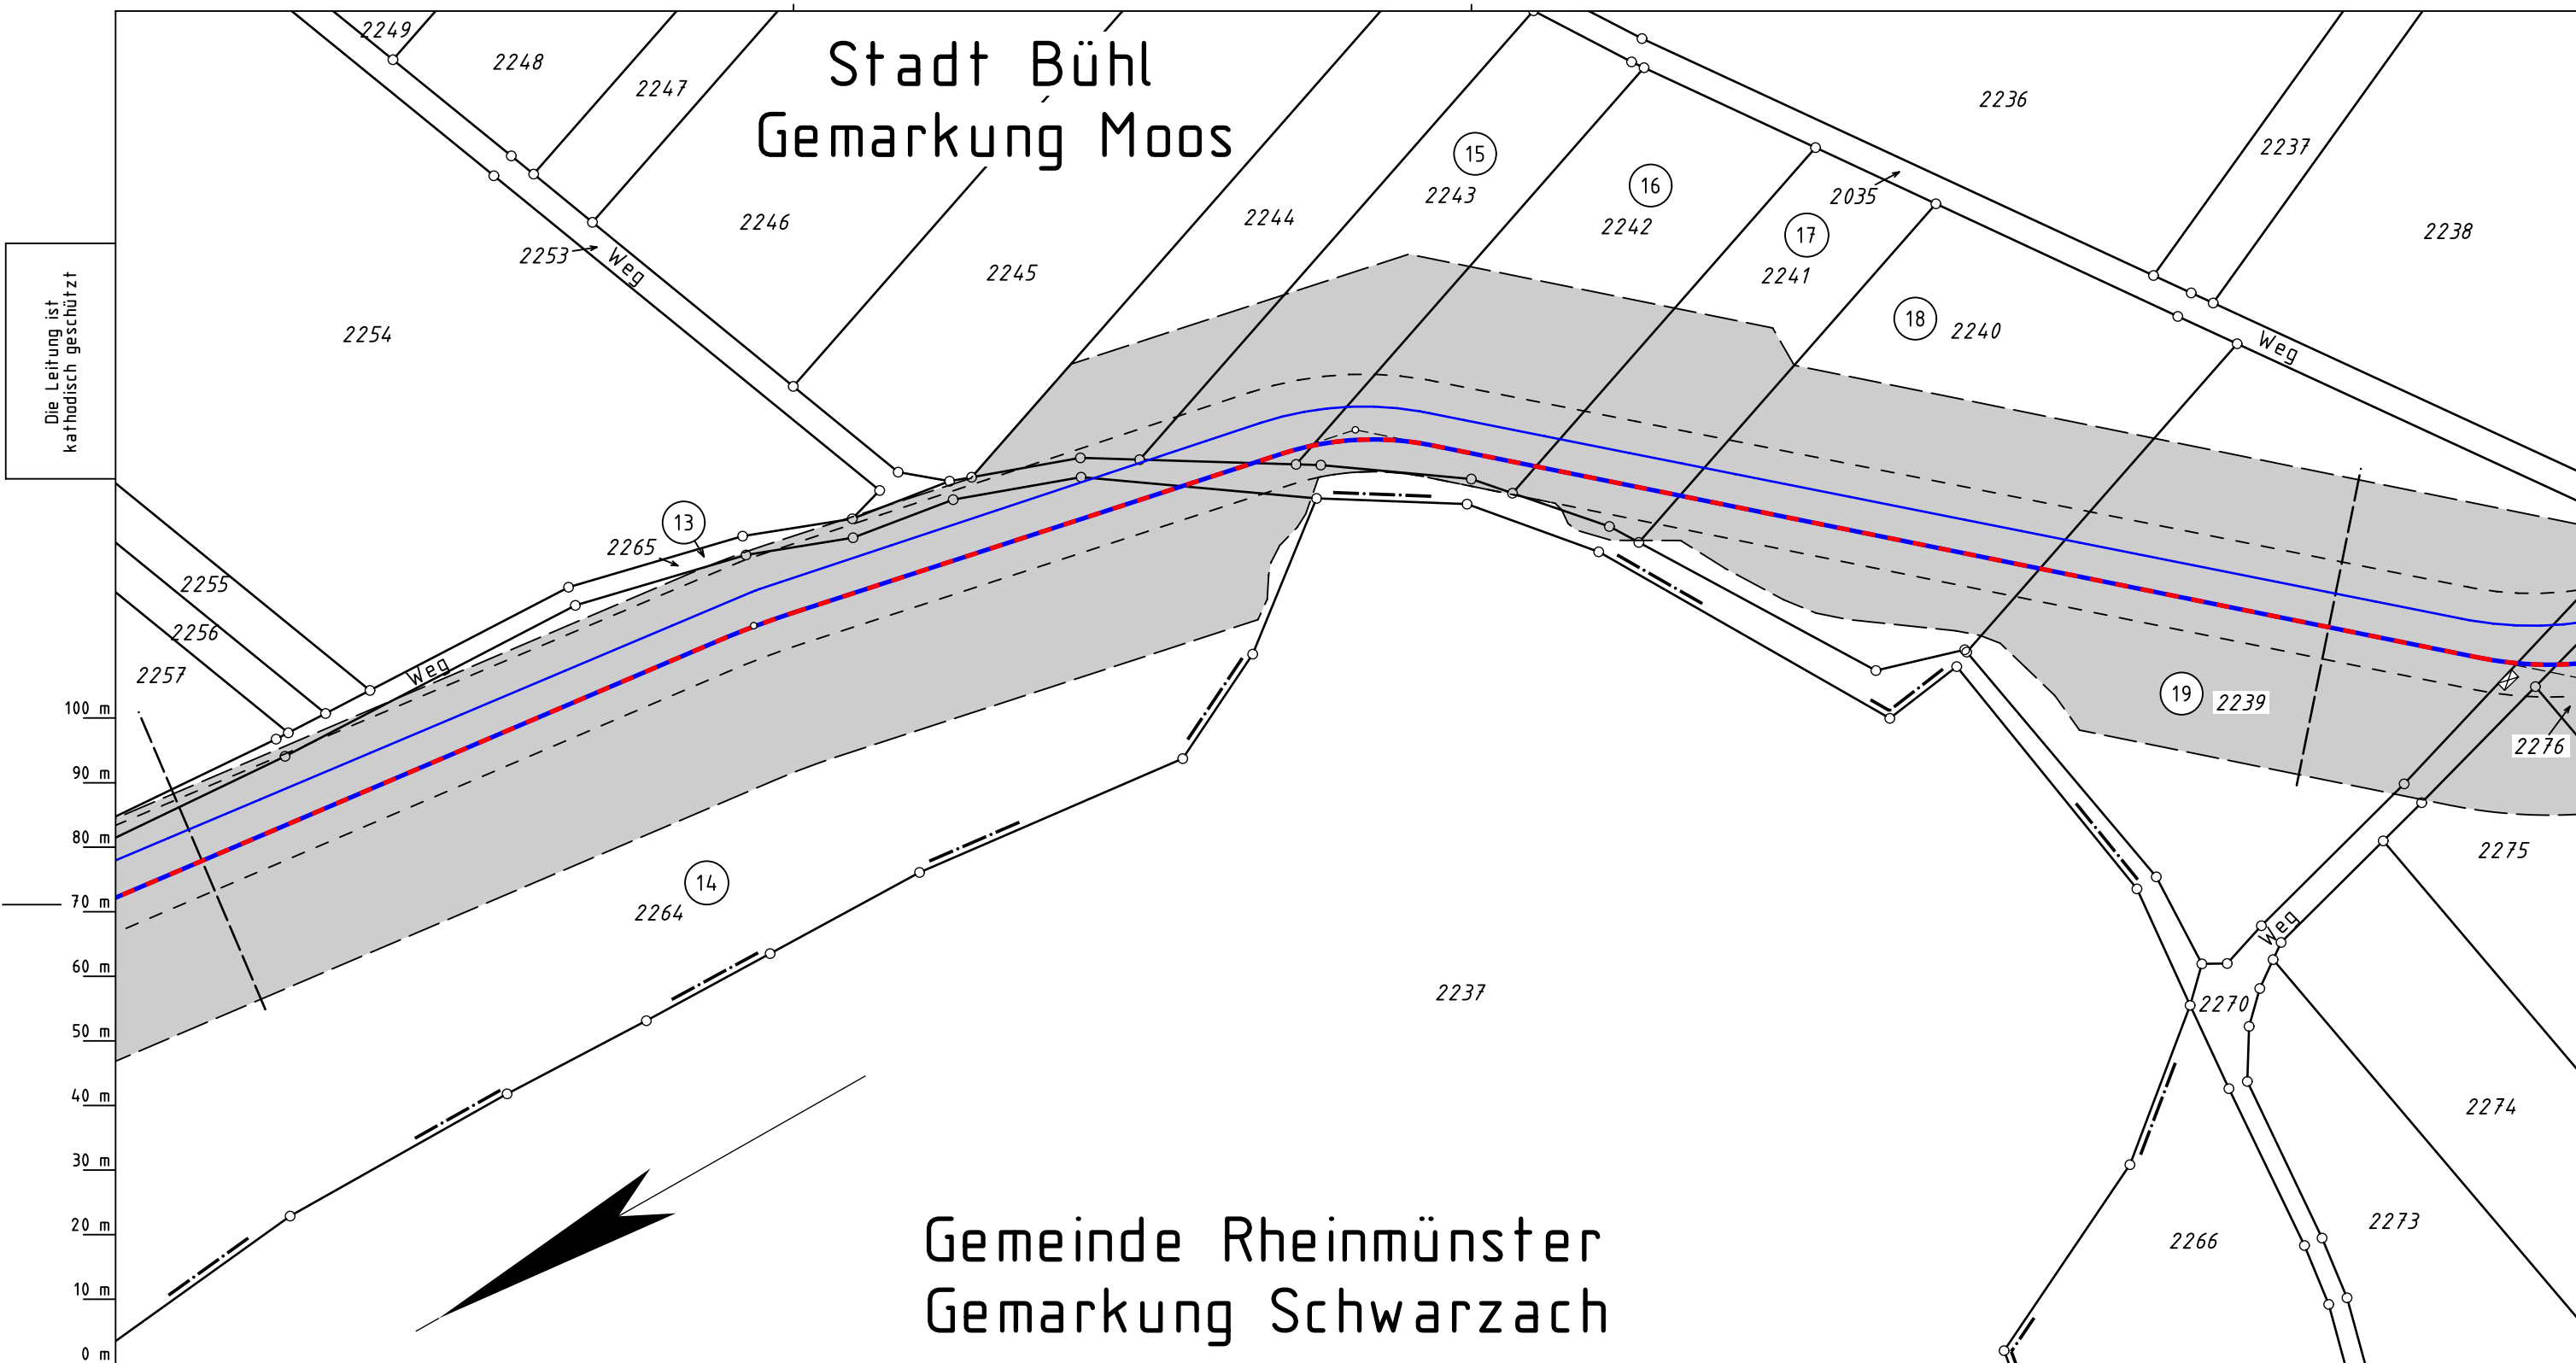 2249
2248
2247
Stadt Bühl
Gemarkung Moos
2236
2237
2238
15
2243
16
2242
2035
17
2241
2244
2246
2245
2253
Weg
2254
18
2240
Weg
Die Leitung ist
kathodisch geschützt
13
2265
2255
2256
2257
Weg
19
2239
2276
2275
14
2264
Weg
2237
2270
2274
2273
2266
100 m
90 m
80 m
70 m
60 m
50 m
40 m
30 m
20 m
10 m
0 m
Gemeinde Rheinmünster
Gemarkung Schwarzach